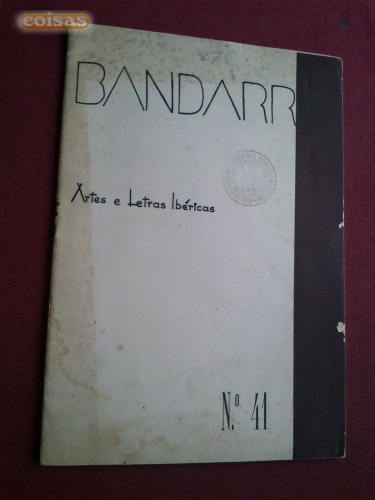 coisas
BANDARR
Artes e Letras Ibéricas
N.º 41